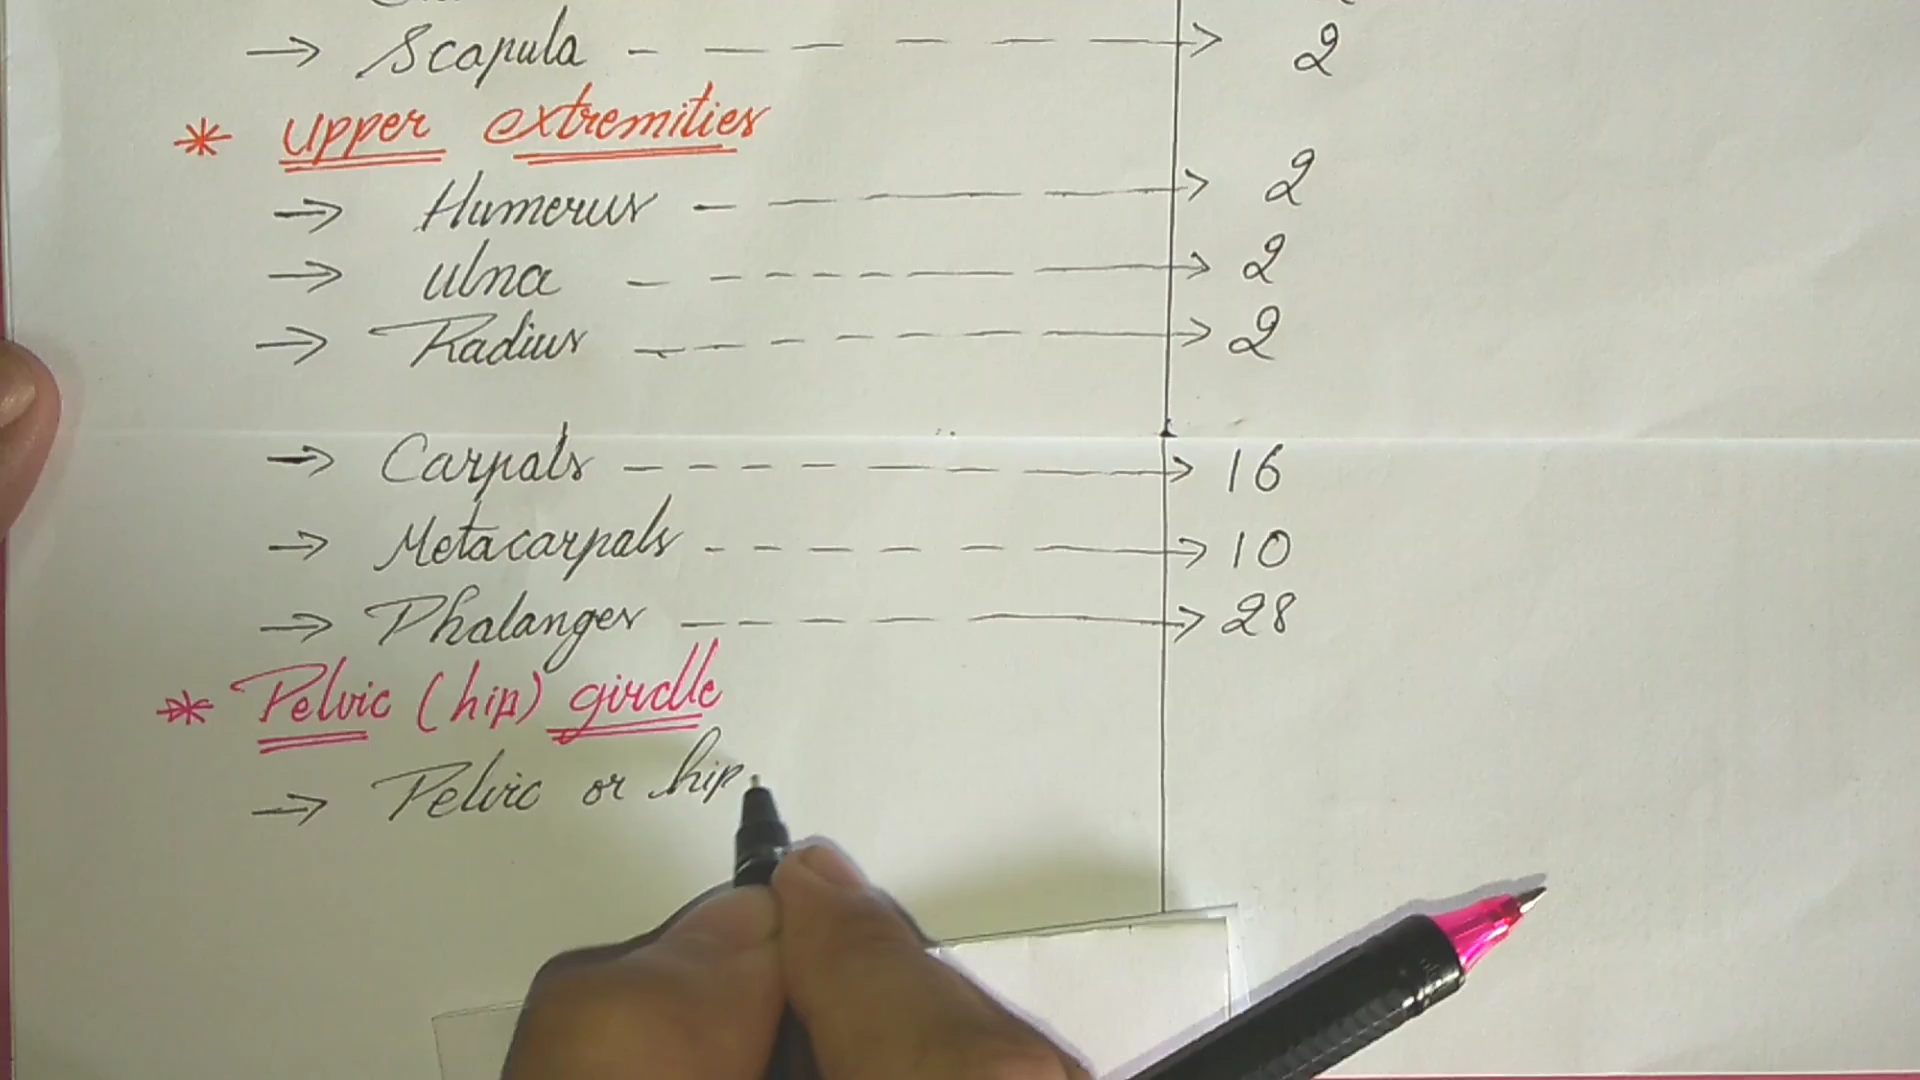 → Scapula - - - - - → 2
* Upper extremities
→ Humerus - - - - → 2
→ Ulna - - - - - → 2
→ Radius - - - - - → 2
→ Carpals - - - - - → 16
→ Metacarpals - - - - - → 10
→ Phalanges - - - - - → 28
* Pelvic (hip) girdle
→ Pelvic or hip